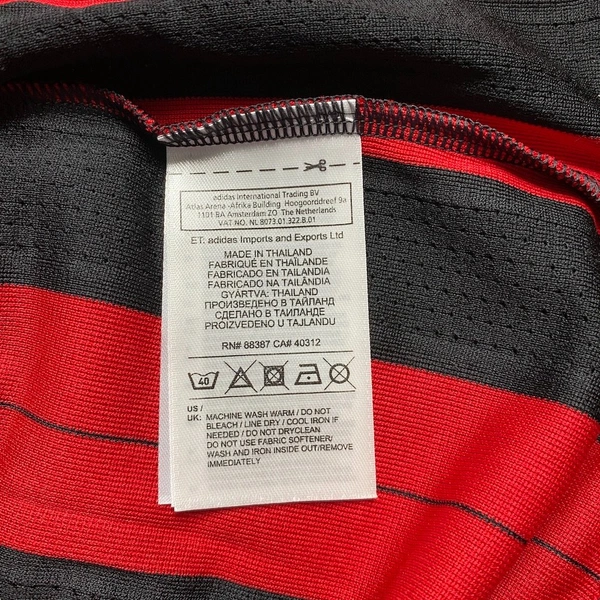 adidas International Trading BV
Atlas Arena -Afrika Building Hoogoorddreef 9a
1101 BA Amsterdam ZO The Netherlands
VAT NO. NL 8073.01.322.B.01
ET: adidas Imports and Exports Ltd
MADE IN THAILAND
FABRIQUÉ EN THAÏLANDE
FABRICADO EN TAILANDIA
FABRICADO NA TAILÂNDIA
GYÁRTVA: THAILAND
ПРОИЗВЕДЕНО В ТАЙЛАНД
СДЕЛАНО В ТАИЛАНДЕ
PROIZVEDENO U TAJLANDU
RN# 88387 CA# 40312
40
US /
UK: MACHINE WASH WARM / DO NOT
BLEACH / LINE DRY / COOL IRON IF
NEEDED / DO NOT DRYCLEAN
DO NOT USE FABRIC SOFTENER/
WASH AND IRON INSIDE OUT/REMOVE
IMMEDIATELY